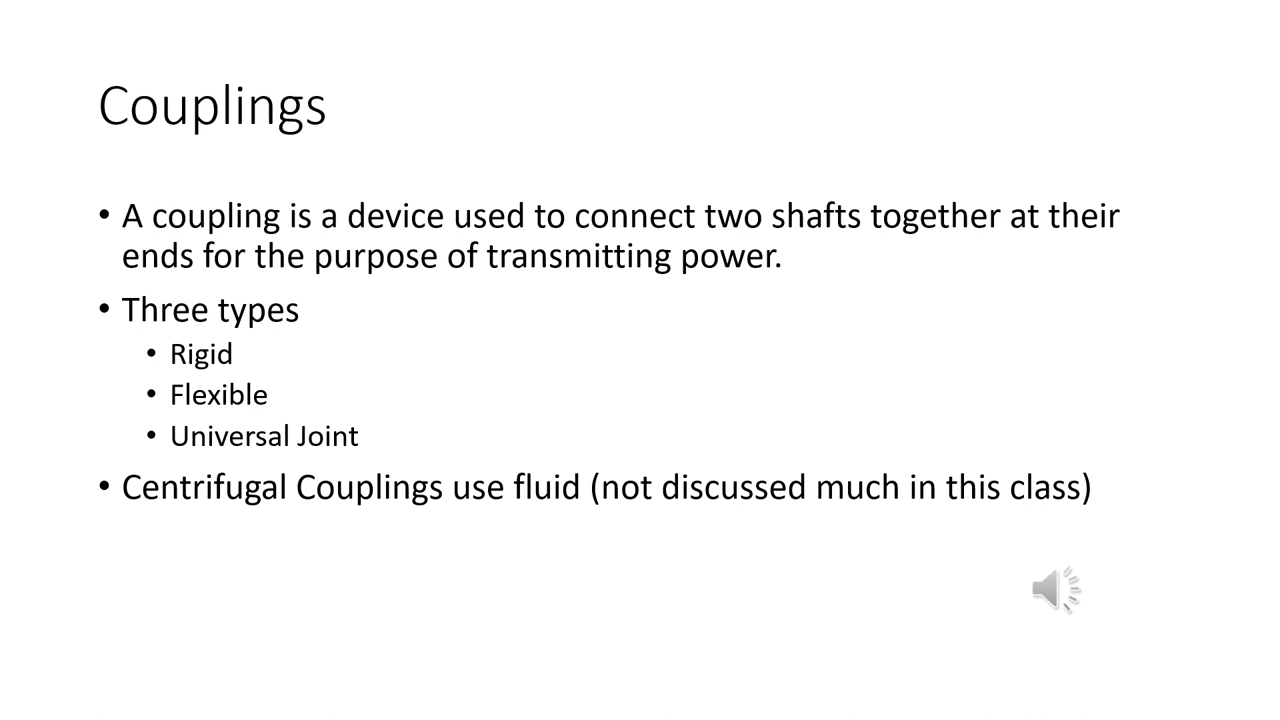 Couplings
• A coupling is a device used to connect two shafts together at their
ends for the purpose of transmitting power.
• Three types
• Rigid
• Flexible
• Universal Joint
• Centrifugal Couplings use fluid (not discussed much in this class)